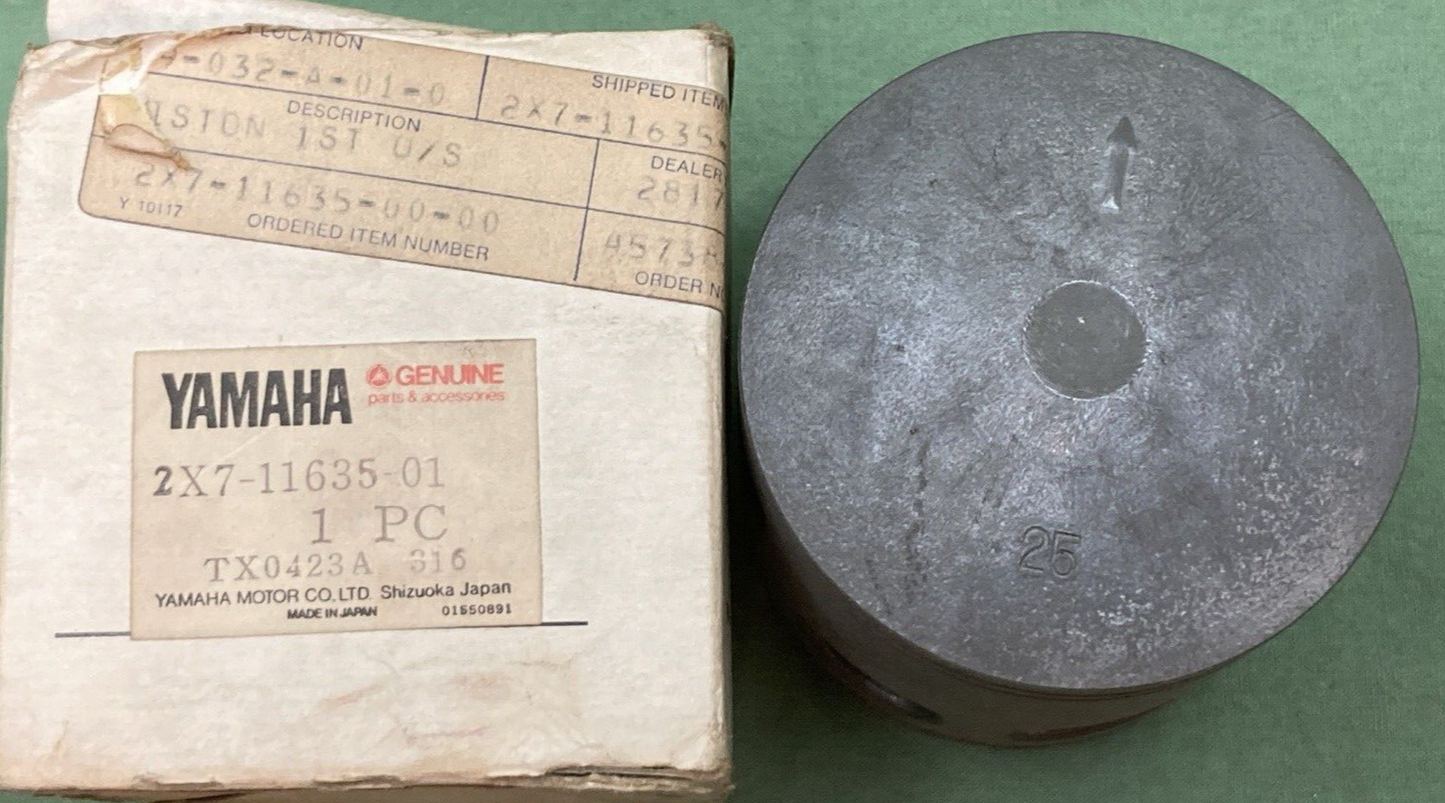 LOCATION
-032-A-01-0
SHIPPED ITEM
2X7-11635-
DESCRIPTION
ISTON 1ST O/S
DEALER
2817
2X7-11635-00-00
Y 10117
ORDERED ITEM NUMBER
ORDER
YAMAHA
GENUINE
parts & accessories
2X7-11635-01
1 PC
TX0423A 316
YAMAHA MOTOR CO.LTD. Shizuoka Japan
MADE IN JAPAN 01550891
25